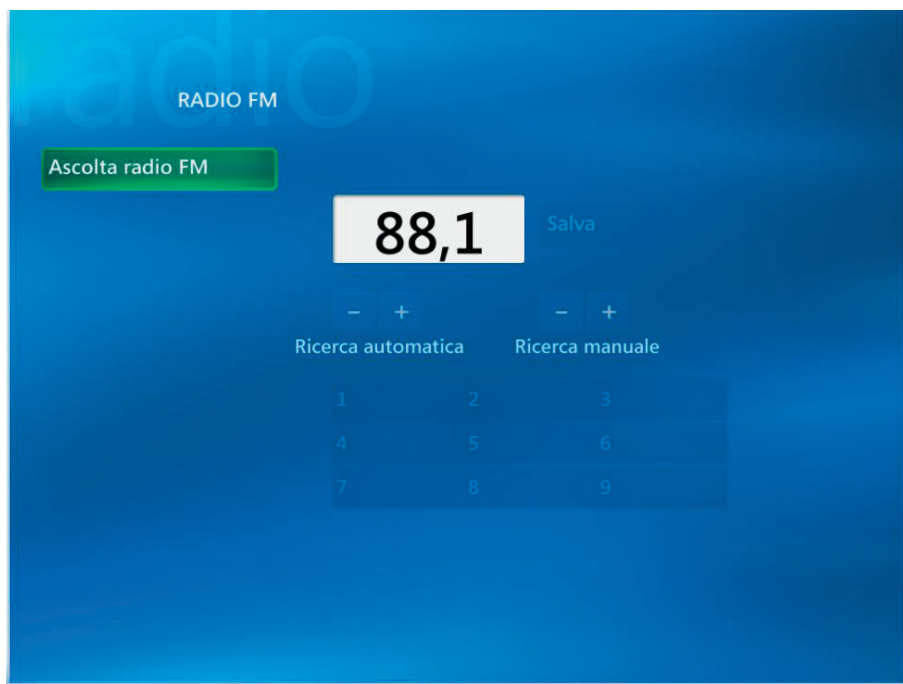 radio
RADIO FM
Ascolta radio FM
88,1 Salva
- + - +
Ricerca automatica Ricerca manuale
1 2 3
4 5 6
7 8 9